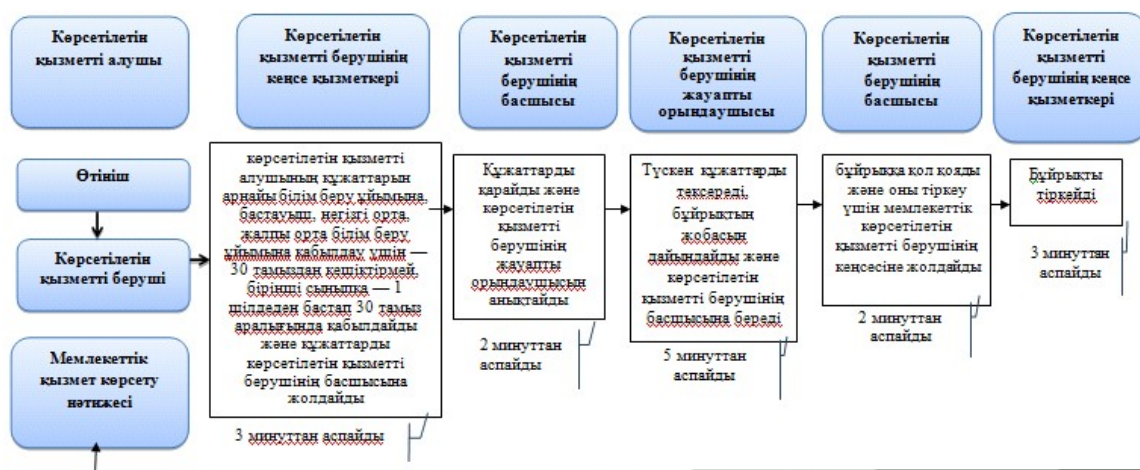 Көрсетілетін
қызметті алушы
Көрсетілетін
қызметті берушінің
кеңсе қызметкері
Көрсетілетін
қызметті
берушінің
басшысы
Көрсетілетін
қызметті
берушінің
жауапты
орындаушысы
Көрсетілетін
қызметті
берушінің
басшысы
Көрсетілетін
қызметті
берушінің кеңсе
қызметкері
Өтініш
Көрсетілетін
қызметті беруші
Мемлекеттік
қызмет көрсету
нәтижесі
көрсетілетін қызметті
алушының құжаттарын
арнайы білім беру ұйымына,
бастауыш, негізгі орта,
жалпы орта білім беру
ұйымына қабылдау үшін —
30 тамыздан кешіктірмей,
бірінші сыныпқа — 1
шілдеден бастап 30 тамыз
аралығында қабылдайды
және құжаттарды
көрсетілетін қызметті
берушінің басшысына
жолдайды
3 минуттан аспайды
Құжаттарды
қарайды және
көрсетілетін
қызметті
берушінің
жауапты
орындаушысын
анықтайды
2 минуттан
аспайды
Түскен құжаттарды
тексереді,
бұйрықтың
жобасын
дайындайды және
көрсетілетін
қызметті берушінің
басшысына береді
5 минуттан
аспайды
бұйрыққа қол қояды
және оны тіркеу
үшін мемлекеттік
көрсетілетін
қызметті берушінің
кеңсесіне жолдайды
2 минуттан
аспайды
Бұйрықты
тіркейді
3 минуттан
аспайды